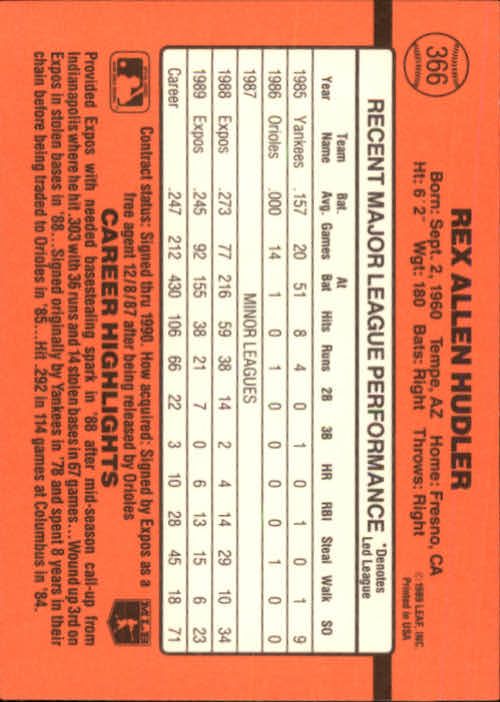 366
REX ALLEN HUDLER
Born: Sept. 2, 1960 Tempe, AZ Home: Fresno, CA
Ht: 6'2" Wgt: 180 Bats: Right Throws: Right
©1989 LEAF, INC.
Printed in USA
RECENT MAJOR LEAGUE PERFORMANCE
*Denotes
Led League
Year Team Name Bat. Avg. Games At Bat Hits Runs 2B 3B HR RBI Steal Walk SO
1985 Yankees .157 20 51 8 4 0 1 0 1 0 1 9
1986 Orioles .000 14 1 0 1 0 0 0 0 1 0 0
1987 MINOR LEAGUES
1988 Expos .273 77 216 59 38 14 2 4 14 29 10 34
1989 Expos .245 92 155 38 21 7 0 6 13 15 6 23
Career .247 212 430 106 66 22 3 10 28 45 18 71
Contract status: Signed thru 1990. How acquired: Signed by Expos as a
free agent 12/8/87 after being released by Orioles
MLB
CAREER HIGHLIGHTS
Provided Expos with needed basestealing spark in '88 after mid-season call-up from
Indianapolis where he hit .303 with 36 runs and 14 stolen bases in 67 games...Wound up 3rd on
Expos in stolen bases in '88...Signed originally by Yankees in '78 and spent 8 years in their
chain before being traded to Orioles in '85...Hit .292 in 114 games at Columbus in '84.